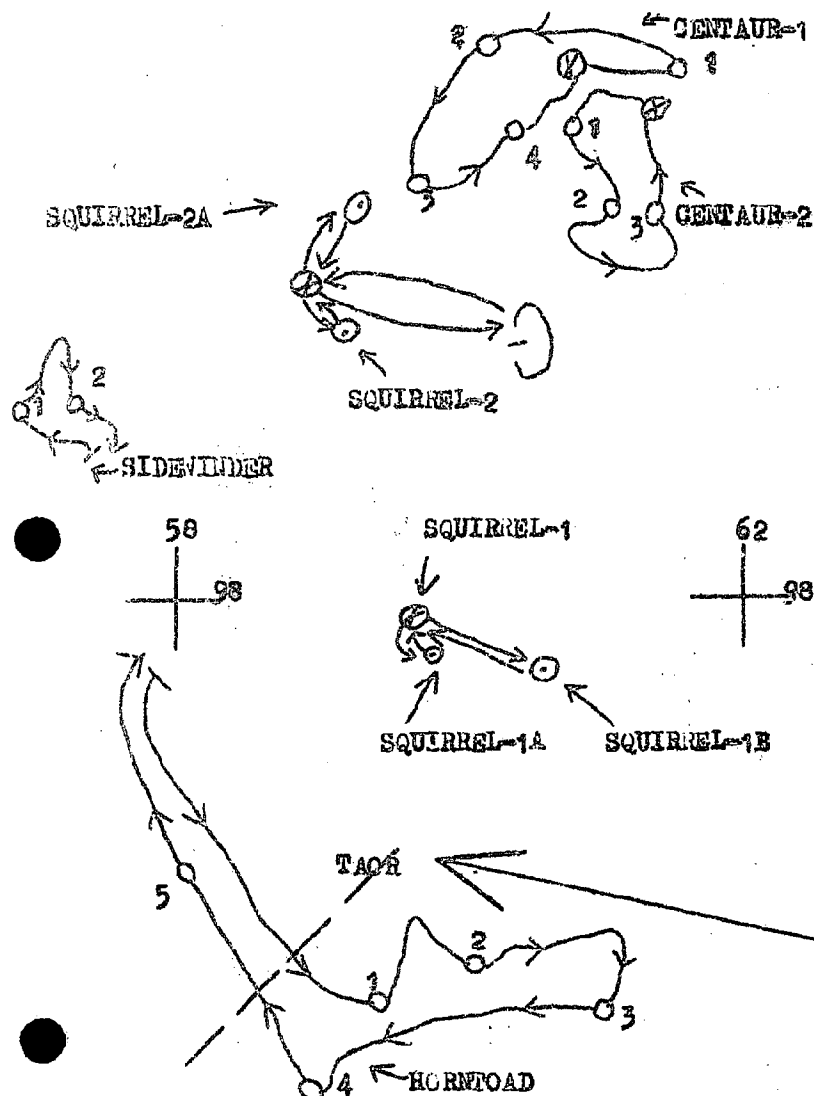 CENTAUR-1
2
1
1
4
3
2
3
CENTAUR-2
SQUIRREL-2A
SQUIRREL-2
1
2
SIDEWINDER
58
98
SQUIRREL-1
62
98
SQUIRREL-1A
SQUIRREL-1B
TAOR
5
1
2
3
4
HORNTOAD